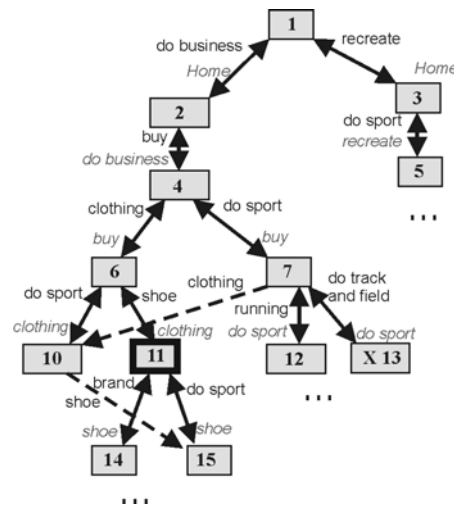 1
do business
recreate
Home
Home
2
3
buy
do sport
do business
recreate
4
5
...
clothing
do sport
buy
buy
6
7
clothing
do track
and field
do sport
shoe
running
clothing
clothing
do sport
do sport
10
11
12
X 13
...
brand
do sport
shoe
shoe
shoe
14
15
...